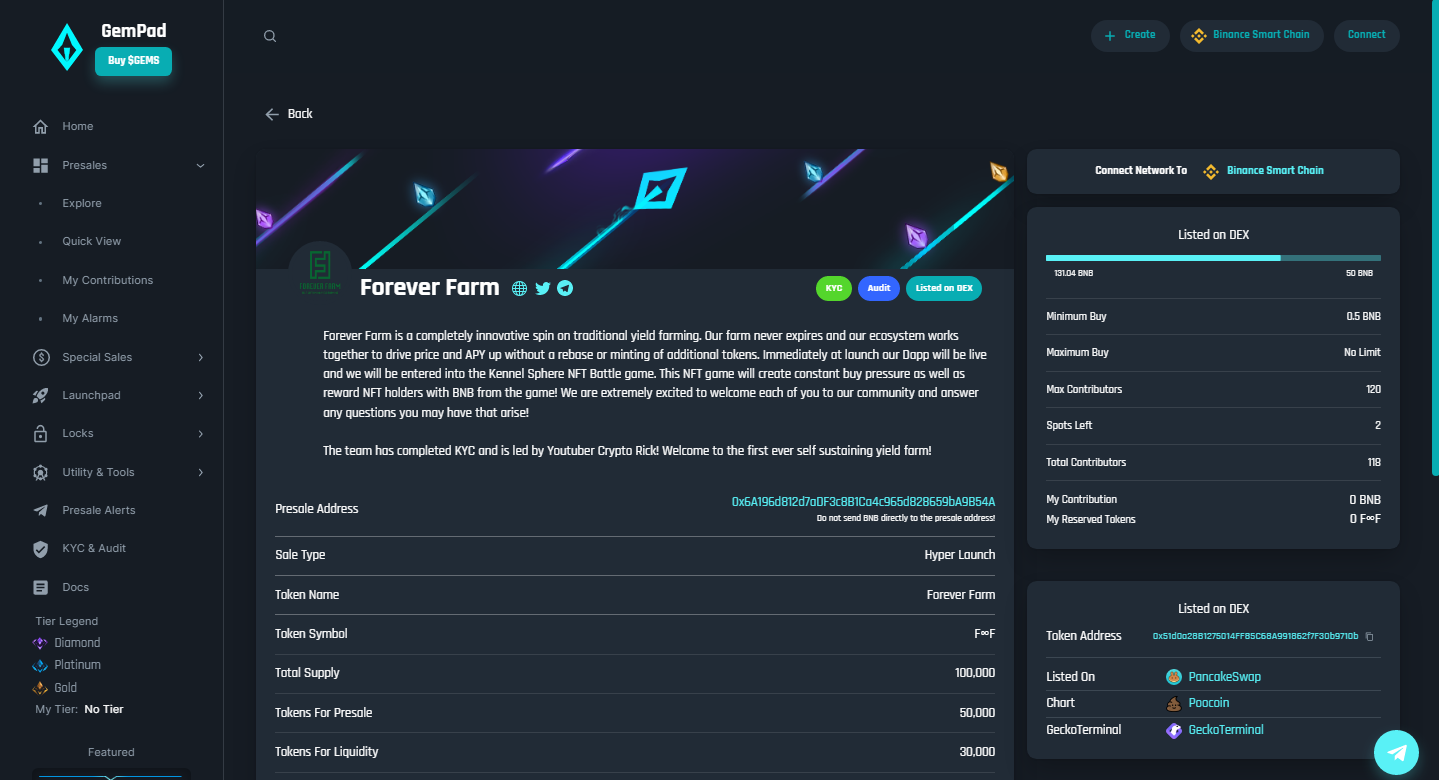 GemPad
Buy $GEMS
Create
Binance Smart Chain
Connect
Home
Presales
Explore
Quick View
My Contributions
My Alarms
Special Sales
Launchpad
Locks
Utility & Tools
Presale Alerts
KYC & Audit
Docs
Tier Legend
Diamond
Platinum
Gold
My Tier: No Tier
Featured
Back
FOREVER FARM
Forever Farm
KYC
Audit
Listed on DEX
Forever Farm is a completely innovative spin on traditional yield farming. Our farm never expires and our ecosystem works
together to drive price and APY up without a rebase or minting of additional tokens. Immediately at launch our Dapp will be live
and we will be entered into the Kennel Sphere NFT Battle game. This NFT game will create constant buy pressure as well as
reward NFT holders with BNB from the game! We are extremely excited to welcome each of you to our community and answer
any questions you may have that arise!
The team has completed KYC and is led by Youtuber Crypto Rick! Welcome to the first ever self sustaining yield farm!
Presale Address
0x6A196d812d7aDF3c8B1Ca4c965d828659bA9B54A
Do not send BNB directly to the presale address!
Sale Type
Hyper Launch
Token Name
Forever Farm
Token Symbol
F∞F
Total Supply
100,000
Tokens For Presale
50,000
Tokens For Liquidity
30,000
Connect Network To
Binance Smart Chain
Listed on DEX
131.04 BNB
50 BNB
Minimum Buy
0.5 BNB
Maximum Buy
No Limit
Max Contributors
120
Spots Left
2
Total Contributors
118
My Contribution
0 BNB
My Reserved Tokens
0 F∞F
Listed on DEX
Token Address
0x51d0a28B1275014FFB5C68A991862f7F30b9710b
Listed On
PancakeSwap
Chart
Poocoin
GeckoTerminal
GeckoTerminal